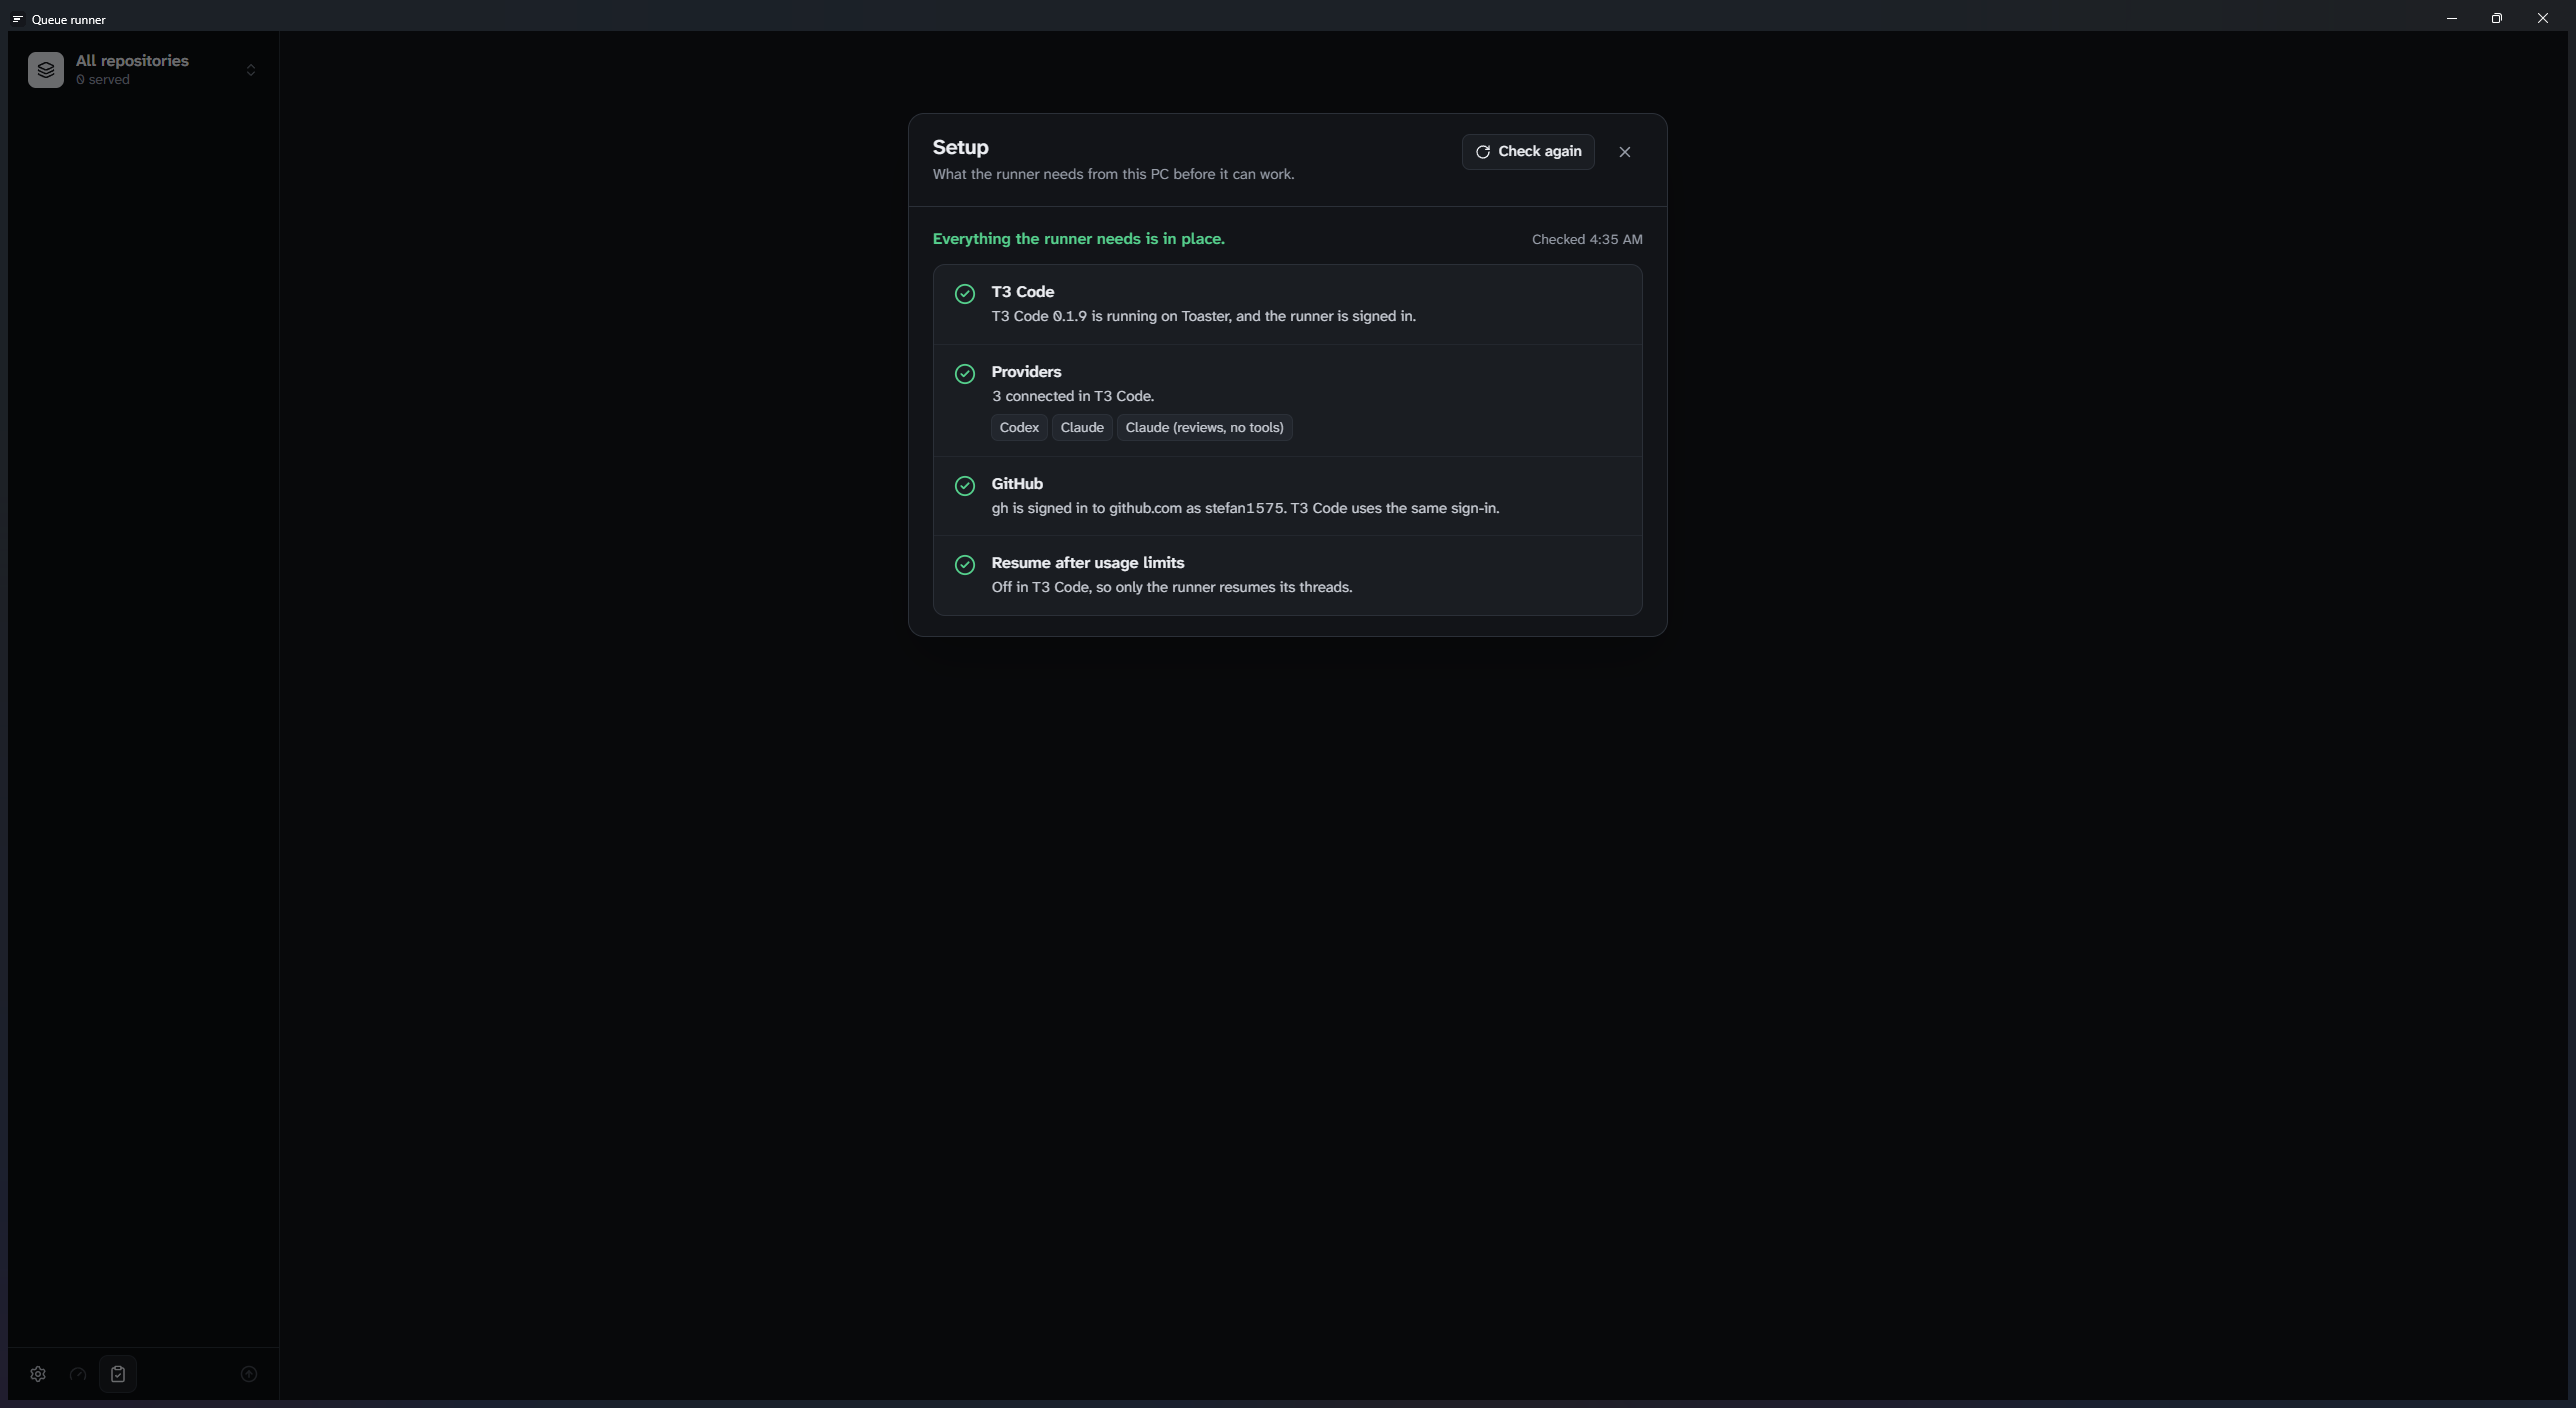 Queue runner
All repositories
0 served
Setup
What the runner needs from this PC before it can work.
Check again
Everything the runner needs is in place.
Checked 4:35 AM
T3 Code
T3 Code 0.1.9 is running on Toaster, and the runner is signed in.
Providers
3 connected in T3 Code.
Codex Claude Claude (reviews, no tools)
GitHub
gh is signed in to github.com as stefan1575. T3 Code uses the same sign-in.
Resume after usage limits
Off in T3 Code, so only the runner resumes its threads.